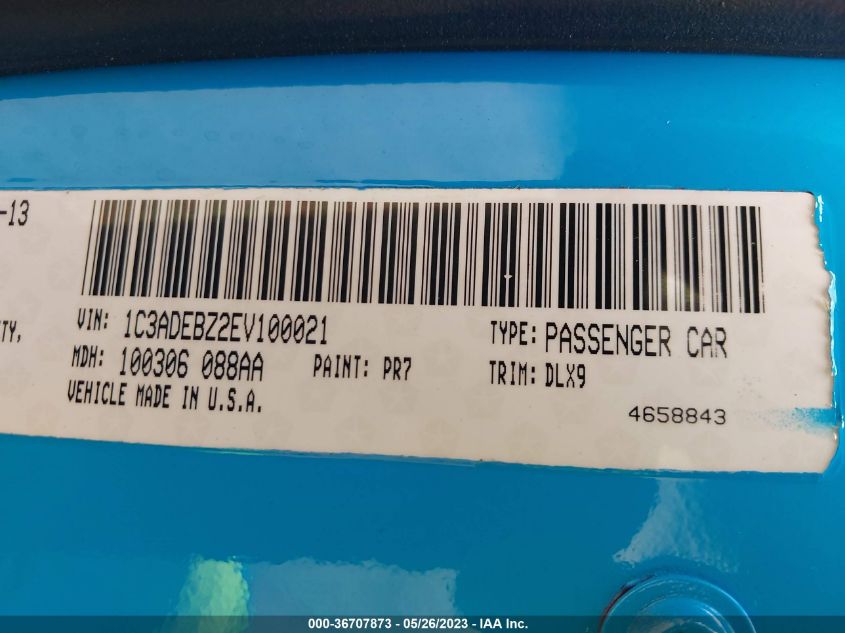 -13
TY,
VIN: 1C3ADEBZ2EV100021
TYPE: PASSENGER CAR
MDH: 100306 088AA
PAINT: PR7
TRIM: DLX9
VEHICLE MADE IN U.S.A.
4658843
000-36707873 / 05/26/2023 - IAA Inc.